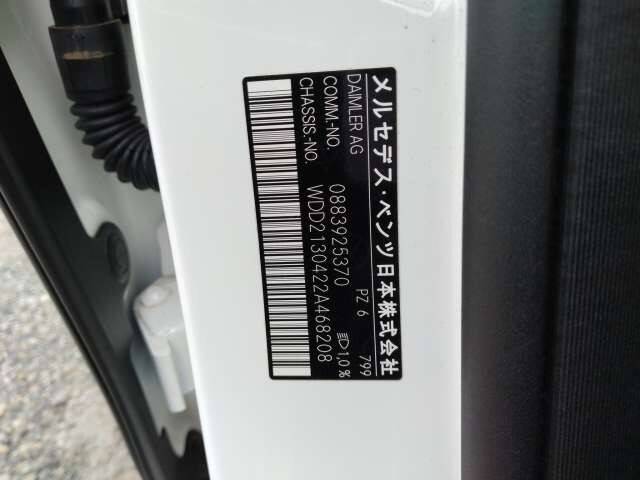 メルセデス・ベンツ日本株式会社
DAIMLER AG 799
COMM.-NO. 0883925370 PZ 6 1,0%
CHASSIS.-NO. WDD2130422A468208